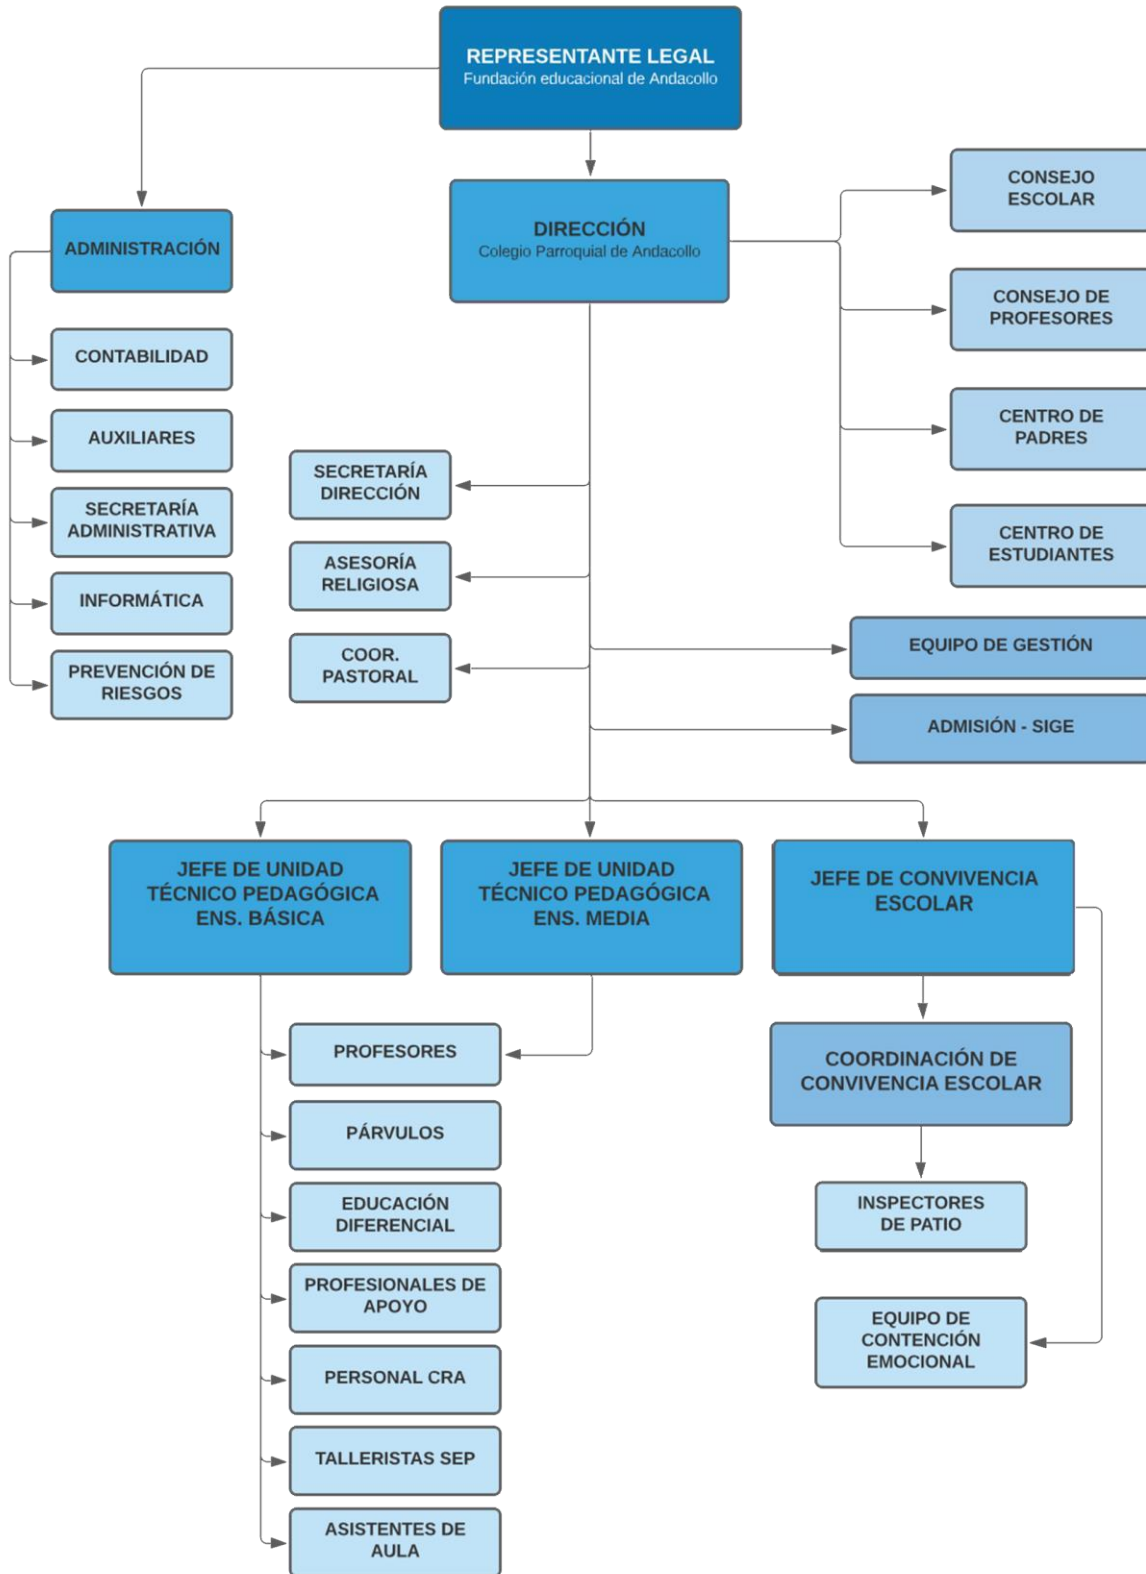 REPRESENTANTE LEGAL
Fundación educacional de Andacollo
DIRECCIÓN
Colegio Parroquial de Andacollo
ADMINISTRACIÓN
CONTABILIDAD
AUXILIARES
SECRETARÍA
ADMINISTRATIVA
INFORMÁTICA
PREVENCIÓN DE
RIESGOS
CONSEJO
ESCOLAR
CONSEJO DE
PROFESORES
CENTRO DE
PADRES
CENTRO DE
ESTUDIANTES
SECRETARÍA
DIRECCIÓN
ASESORÍA
RELIGIOSA
COOR.
PASTORAL
EQUIPO DE GESTIÓN
ADMISIÓN - SIGE
JEFE DE UNIDAD
TÉCNICO PEDAGÓGICA
ENS. BÁSICA
JEFE DE UNIDAD
TÉCNICO PEDAGÓGICA
ENS. MEDIA
JEFE DE CONVIVENCIA
ESCOLAR
PROFESORES
PÁRVULOS
EDUCACIÓN
DIFERENCIAL
PROFESIONALES DE
APOYO
PERSONAL CRA
TALLERISTAS SEP
ASISTENTES DE
AULA
COORDINACIÓN DE
CONVIVENCIA ESCOLAR
INSPECTORES
DE PATIO
EQUIPO DE
CONTENCIÓN
EMOCIONAL